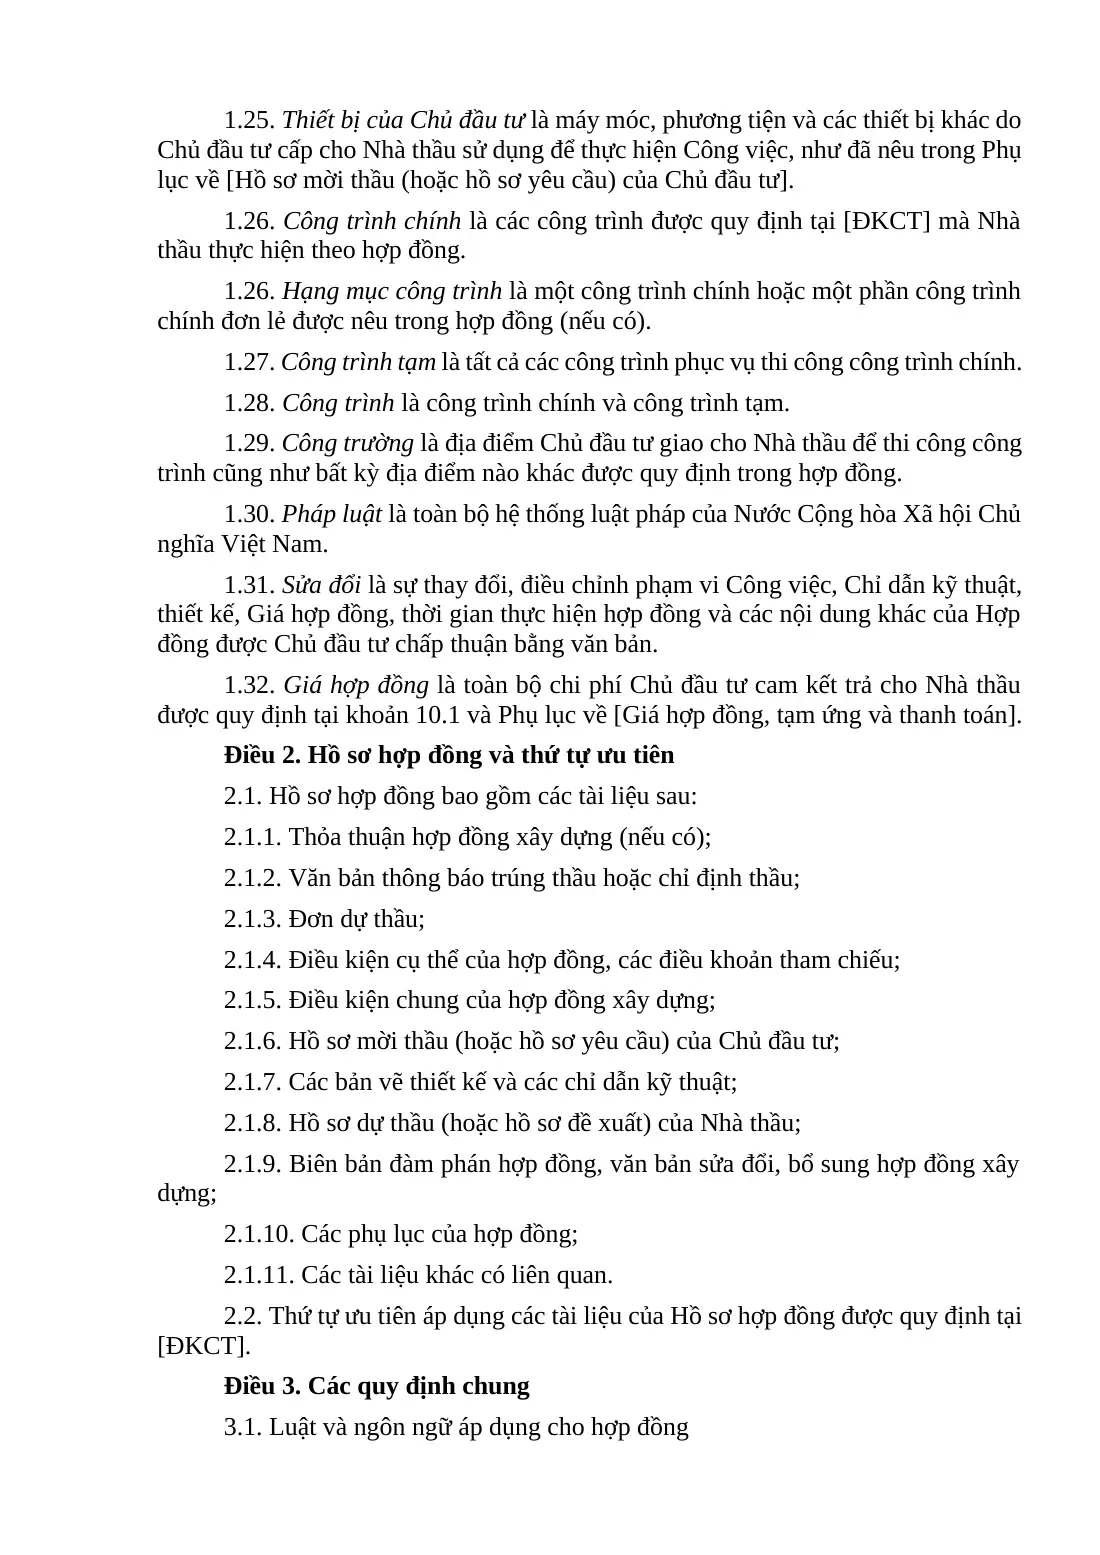 1.25. Thiết bị của Chủ đầu tư là máy móc, phương tiện và các thiết bị khác do
Chủ đầu tư cấp cho Nhà thầu sử dụng để thực hiện Công việc, như đã nêu trong Phụ
lục về [Hồ sơ mời thầu (hoặc hồ sơ yêu cầu) của Chủ đầu tư].
1.26. Công trình chính là các công trình được quy định tại [ĐKCT] mà Nhà
thầu thực hiện theo hợp đồng.
1.26. Hạng mục công trình là một công trình chính hoặc một phần công trình
chính đơn lẻ được nêu trong hợp đồng (nếu có).
1.27. Công trình tạm là tất cả các công trình phục vụ thi công công trình chính.
1.28. Công trình là công trình chính và công trình tạm.
1.29. Công trường là địa điểm Chủ đầu tư giao cho Nhà thầu để thi công công
trình cũng như bất kỳ địa điểm nào khác được quy định trong hợp đồng.
1.30. Pháp luật là toàn bộ hệ thống luật pháp của Nước Cộng hòa Xã hội Chủ
nghĩa Việt Nam.
1.31. Sửa đổi là sự thay đổi, điều chỉnh phạm vi Công việc, Chỉ dẫn kỹ thuật,
thiết kế, Giá hợp đồng, thời gian thực hiện hợp đồng và các nội dung khác của Hợp
đồng được Chủ đầu tư chấp thuận bằng văn bản.
1.32. Giá hợp đồng là toàn bộ chi phí Chủ đầu tư cam kết trả cho Nhà thầu
được quy định tại khoản 10.1 và Phụ lục về [Giá hợp đồng, tạm ứng và thanh toán].
Điều 2. Hồ sơ hợp đồng và thứ tự ưu tiên
2.1. Hồ sơ hợp đồng bao gồm các tài liệu sau:
2.1.1. Thỏa thuận hợp đồng xây dựng (nếu có);
2.1.2. Văn bản thông báo trúng thầu hoặc chỉ định thầu;
2.1.3. Đơn dự thầu;
2.1.4. Điều kiện cụ thể của hợp đồng, các điều khoản tham chiếu;
2.1.5. Điều kiện chung của hợp đồng xây dựng;
2.1.6. Hồ sơ mời thầu (hoặc hồ sơ yêu cầu) của Chủ đầu tư;
2.1.7. Các bản vẽ thiết kế và các chỉ dẫn kỹ thuật;
2.1.8. Hồ sơ dự thầu (hoặc hồ sơ đề xuất) của Nhà thầu;
2.1.9. Biên bản đàm phán hợp đồng, văn bản sửa đổi, bổ sung hợp đồng xây
dựng;
2.1.10. Các phụ lục của hợp đồng;
2.1.11. Các tài liệu khác có liên quan.
2.2. Thứ tự ưu tiên áp dụng các tài liệu của Hồ sơ hợp đồng được quy định tại
[ĐKCT].
Điều 3. Các quy định chung
3.1. Luật và ngôn ngữ áp dụng cho hợp đồng